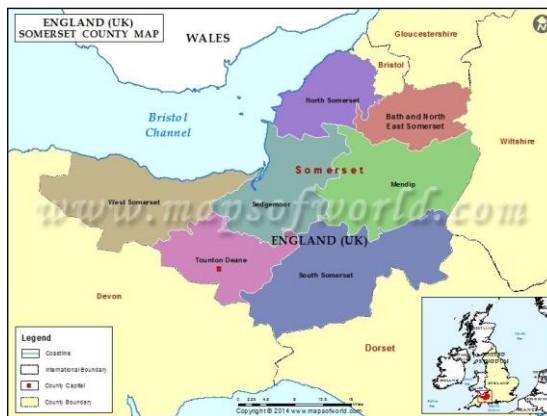 ENGLAND (UK)
SOMERSET COUNTY MAP
WALES
Gloucestershire
Bristol
Bristol
Channel
North Somerset
Bath and North
East Somerset
Wiltshire
Somerset
Mendip
Sedgemoor
West Somerset
www.mapsofworld.com
ENGLAND (UK)
Tounton Deane
South Somerset
Devon
Dorset
Legend
Coastline
International Boundary
County Capital
County Boundary
Copyright © 2014 www.mapsofworld.com